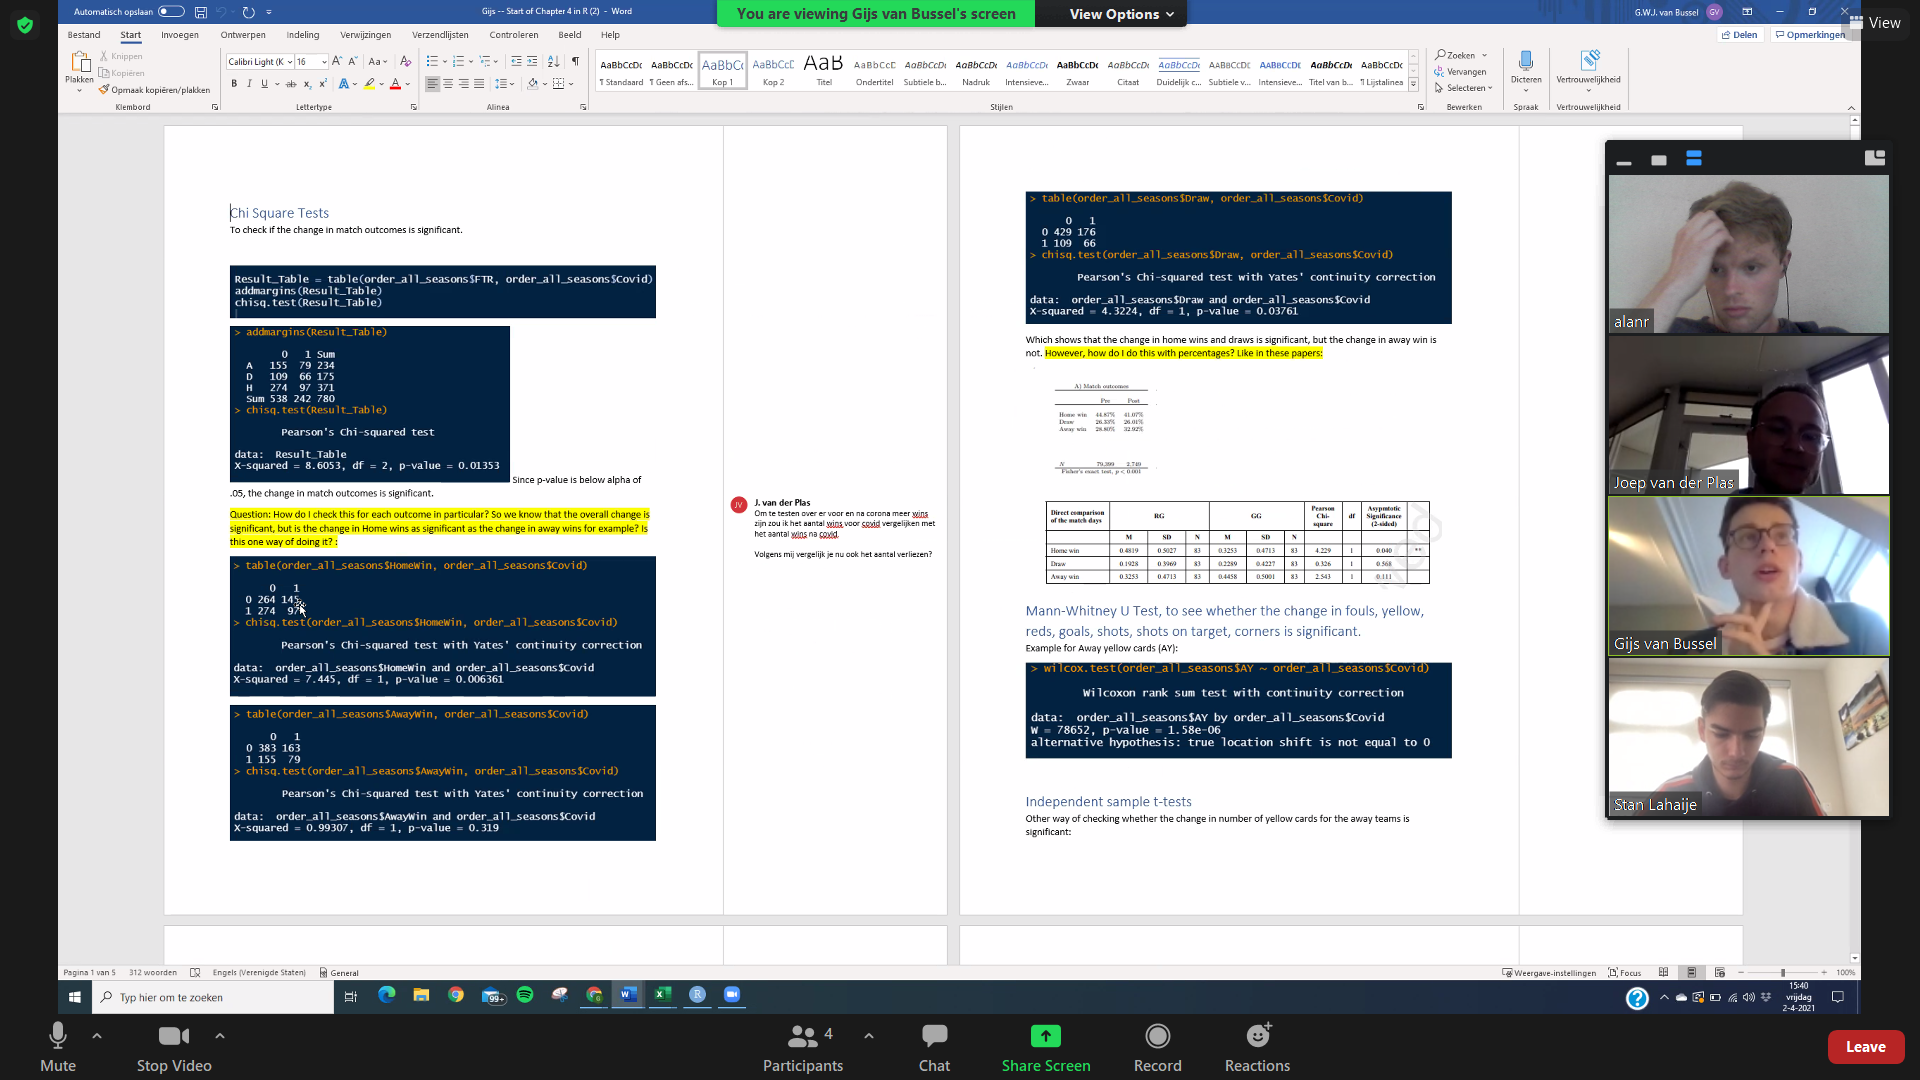 You are viewing Gijs van Bussel's screen
View Options
View
Automatisch opslaan
Gijs -- Start of Chapter 4 in R (2) - Word
G.W.J. van Bussel
GV
Bestand
Start
Invoegen
Ontwerpen
Indeling
Verwijzingen
Verzendlijsten
Controleren
Beeld
Help
Delen
Opmerkingen
Plakken
Knippen
Kopiëren
Opmaak kopiëren/plakken
Klembord
Calibri Light (K
16
Lettertype
Alinea
AaBbCcDc
AaBbCcDc
AaBbCc
AaBbCcC
AaB
AaBbCcC
AaBbCcDc
AaBbCcDc
AaBbCcDc
AaBbCcDc
AaBbCcDc
AaBbCcDc
AaBbCcDc
AaBbCcDc
AaBbCcDc
AaBbCcDc
¶ Standaard
¶ Geen afs...
Kop 1
Kop 2
Titel
Ondertitel
Subtiele b...
Nadruk
Intensieve...
Zwaar
Citaat
Duidelijk c...
Subtiele v...
Intensieve...
Titel van b...
¶ Lijstalinea
Stijlen
Zoeken
Vervangen
Selecteren
Bewerken
Dicteren
Spraak
Vertrouwelijkheid
Vertrouwelijkheid
Chi Square Tests
To check if the change in match outcomes is significant.
Result_Table = table(order_all_seasons$FTR, order_all_seasons$Covid)
addmargins(Result_Table)
chisq.test(Result_Table)
> addmargins(Result_Table)
0 1 Sum
A 155 79 234
D 109 66 175
H 274 97 371
Sum 538 242 780
> chisq.test(Result_Table)
Pearson's Chi-squared test
data: Result_Table
X-squared = 8.6053, df = 2, p-value = 0.01353
Since p-value is below alpha of
.05, the change in match outcomes is significant.
Question: How do I check this for each outcome in particular? So we know that the overall change is
significant, but is the change in Home wins as significant as the change in away wins for example? Is
this one way of doing it? :
> table(order_all_seasons$HomeWin, order_all_seasons$Covid)
0 1
0 264 145
1 274 97
> chisq.test(order_all_seasons$HomeWin, order_all_seasons$Covid)
Pearson's Chi-squared test with Yates' continuity correction
data: order_all_seasons$HomeWin and order_all_seasons$Covid
X-squared = 7.445, df = 1, p-value = 0.006361
> table(order_all_seasons$AwayWin, order_all_seasons$Covid)
0 1
0 383 163
1 155 79
> chisq.test(order_all_seasons$AwayWin, order_all_seasons$Covid)
Pearson's Chi-squared test with Yates' continuity correction
data: order_all_seasons$AwayWin and order_all_seasons$Covid
X-squared = 0.99307, df = 1, p-value = 0.319
JV
J. van der Plas
Om te testen over er voor en na corona meer wins
zijn zou ik het aantal wins voor covid vergelijken met
het aantal wins na covid.
Volgens mij vergelijk je nu ook het aantal verliezen?
> table(order_all_seasons$Draw, order_all_seasons$Covid)
0 1
0 429 176
1 109 66
> chisq.test(order_all_seasons$Draw, order_all_seasons$Covid)
Pearson's Chi-squared test with Yates' continuity correction
data: order_all_seasons$Draw and order_all_seasons$Covid
X-squared = 4.3224, df = 1, p-value = 0.03761
Which shows that the change in home wins and draws is significant, but the change in away win is
not. However, how do I do this with percentages? Like in these papers:
A) Match outcomes
Pre Post
Home win 44.87% 41.07%
Draw 26.33% 26.01%
Away win 28.80% 32.92%
N 79,399 2,749
Fisher's exact test, p < 0.001
Direct comparison of the match days RG GG Pearson Chi-square df Asymptotic Significance (2-sided)
M SD N M SD N
Home win 0.4819 0.5027 83 0.3253 0.4713 83 4.229 1 0.040 **
Draw 0.1928 0.3969 83 0.2289 0.4227 83 0.326 1 0.568
Away win 0.3253 0.4713 83 0.4458 0.5001 83 2.543 1 0.111
Mann-Whitney U Test, to see whether the change in fouls, yellow,
reds, goals, shots, shots on target, corners is significant.
Example for Away yellow cards (AY):
> wilcox.test(order_all_seasons$AY ~ order_all_seasons$Covid)
Wilcoxon rank sum test with continuity correction
data: order_all_seasons$AY by order_all_seasons$Covid
W = 78652, p-value = 1.58e-06
alternative hypothesis: true location shift is not equal to 0
Independent sample t-tests
Other way of checking whether the change in number of yellow cards for the away teams is
significant:
alanr
Joep van der Plas
Gijs van Bussel
Stan Lahaije
Pagina 1 van 5
312 woorden
Engels (Verenigde Staten)
General
Weergave-instellingen
Focus
100%
Typ hier om te zoeken
99+
15:40
vrijdag
2-4-2021
Mute
Stop Video
Participants
4
Chat
Share Screen
Record
Reactions
Leave